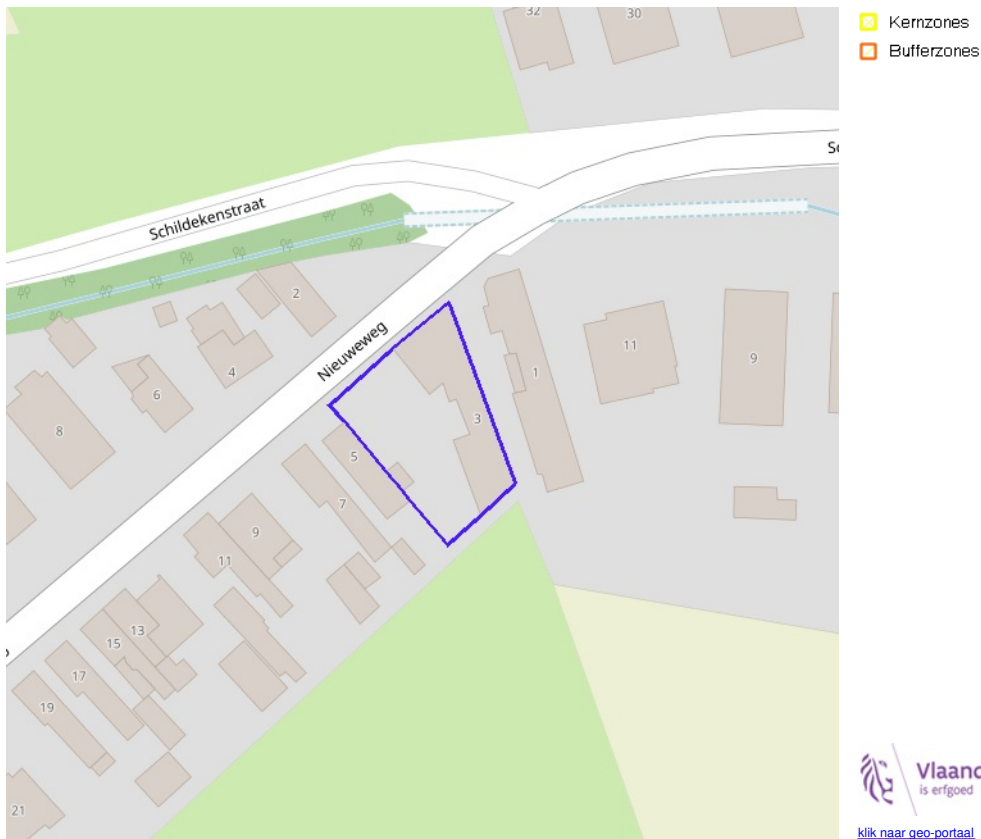 Kernzones
Bufferzones
32
30
Schildekenstraat
Nieuweweg
2
4
6
8
11
9
1
3
5
7
9
11
13
15
17
19
21
Vlaand
is erfgoed
klik naar geo-portaal